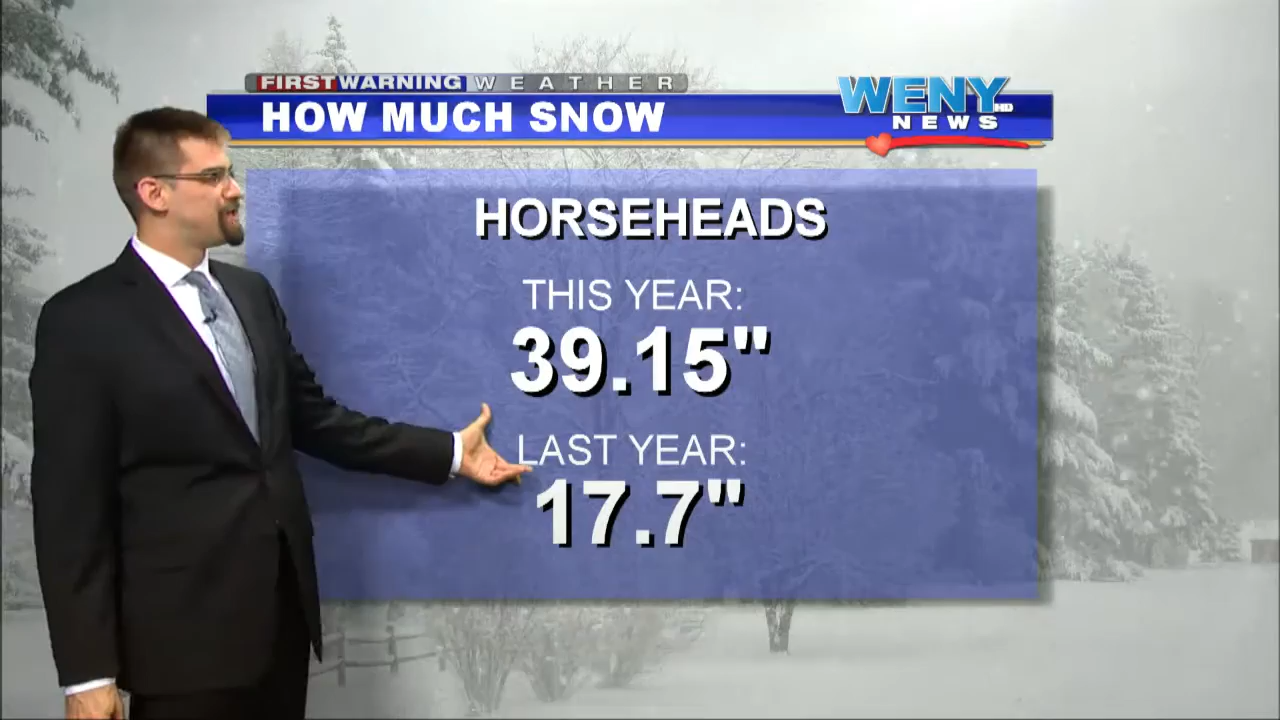 FIRST WARNING WEATHER
HOW MUCH SNOW
WENY HD
NEWS
HORSEHEADS
THIS YEAR:
39.15"
LAST YEAR:
17.7"